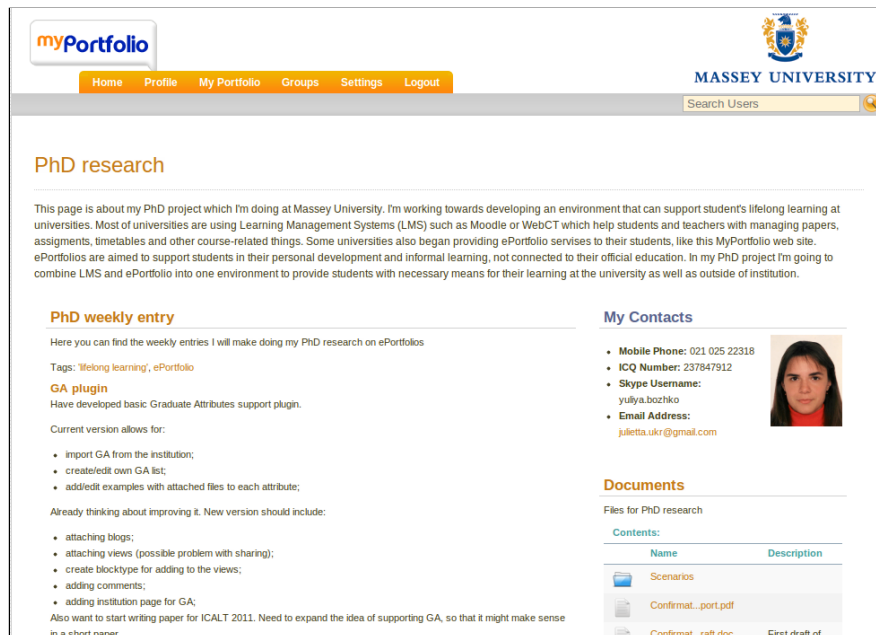 myPortfolio
MASSEY UNIVERSITY
Home Profile My Portfolio Groups Settings Logout
Search Users
PhD research
This page is about my PhD project which I'm doing at Massey University. I'm working towards developing an environment that can support student's lifelong learning at
universities. Most of universities are using Learning Management Systems (LMS) such as Moodle or WebCT which help students and teachers with managing papers,
assigments, timetables and other course-related things. Some universities also began providing ePortfolio servises to their students, like this MyPortfolio web site.
ePortfolios are aimed to support students in their personal development and informal learning, not connected to their official education. In my PhD project I'm going to
combine LMS and ePortfolio into one environment to provide students with necessary means for their learning at the university as well as outside of institution.
PhD weekly entry
Here you can find the weekly entries I will make doing my PhD research on ePortfolios
Tags: 'lifelong learning', ePortfolio
GA plugin
Have developed basic Graduate Attributes support plugin.
Current version allows for:
import GA from the institution;
create/edit own GA list;
add/edit examples with attached files to each attribute;
Already thinking about improving it. New version should include:
attaching blogs;
attaching views (possible problem with sharing);
create blocktype for adding to the views;
adding comments;
adding institution page for GA;
Also want to start writing paper for ICALT 2011. Need to expand the idea of supporting GA, so that it might make sense
in a short paper
My Contacts
Mobile Phone: 021 025 22318
ICQ Number: 237847912
Skype Username:
yuliya.bozhko
Email Address:
julietta.ukr@gmail.com
Documents
Files for PhD research
Contents:
Name Description
Scenarios
Confirmat...port.pdf
Confirmat...raft.doc First draft of